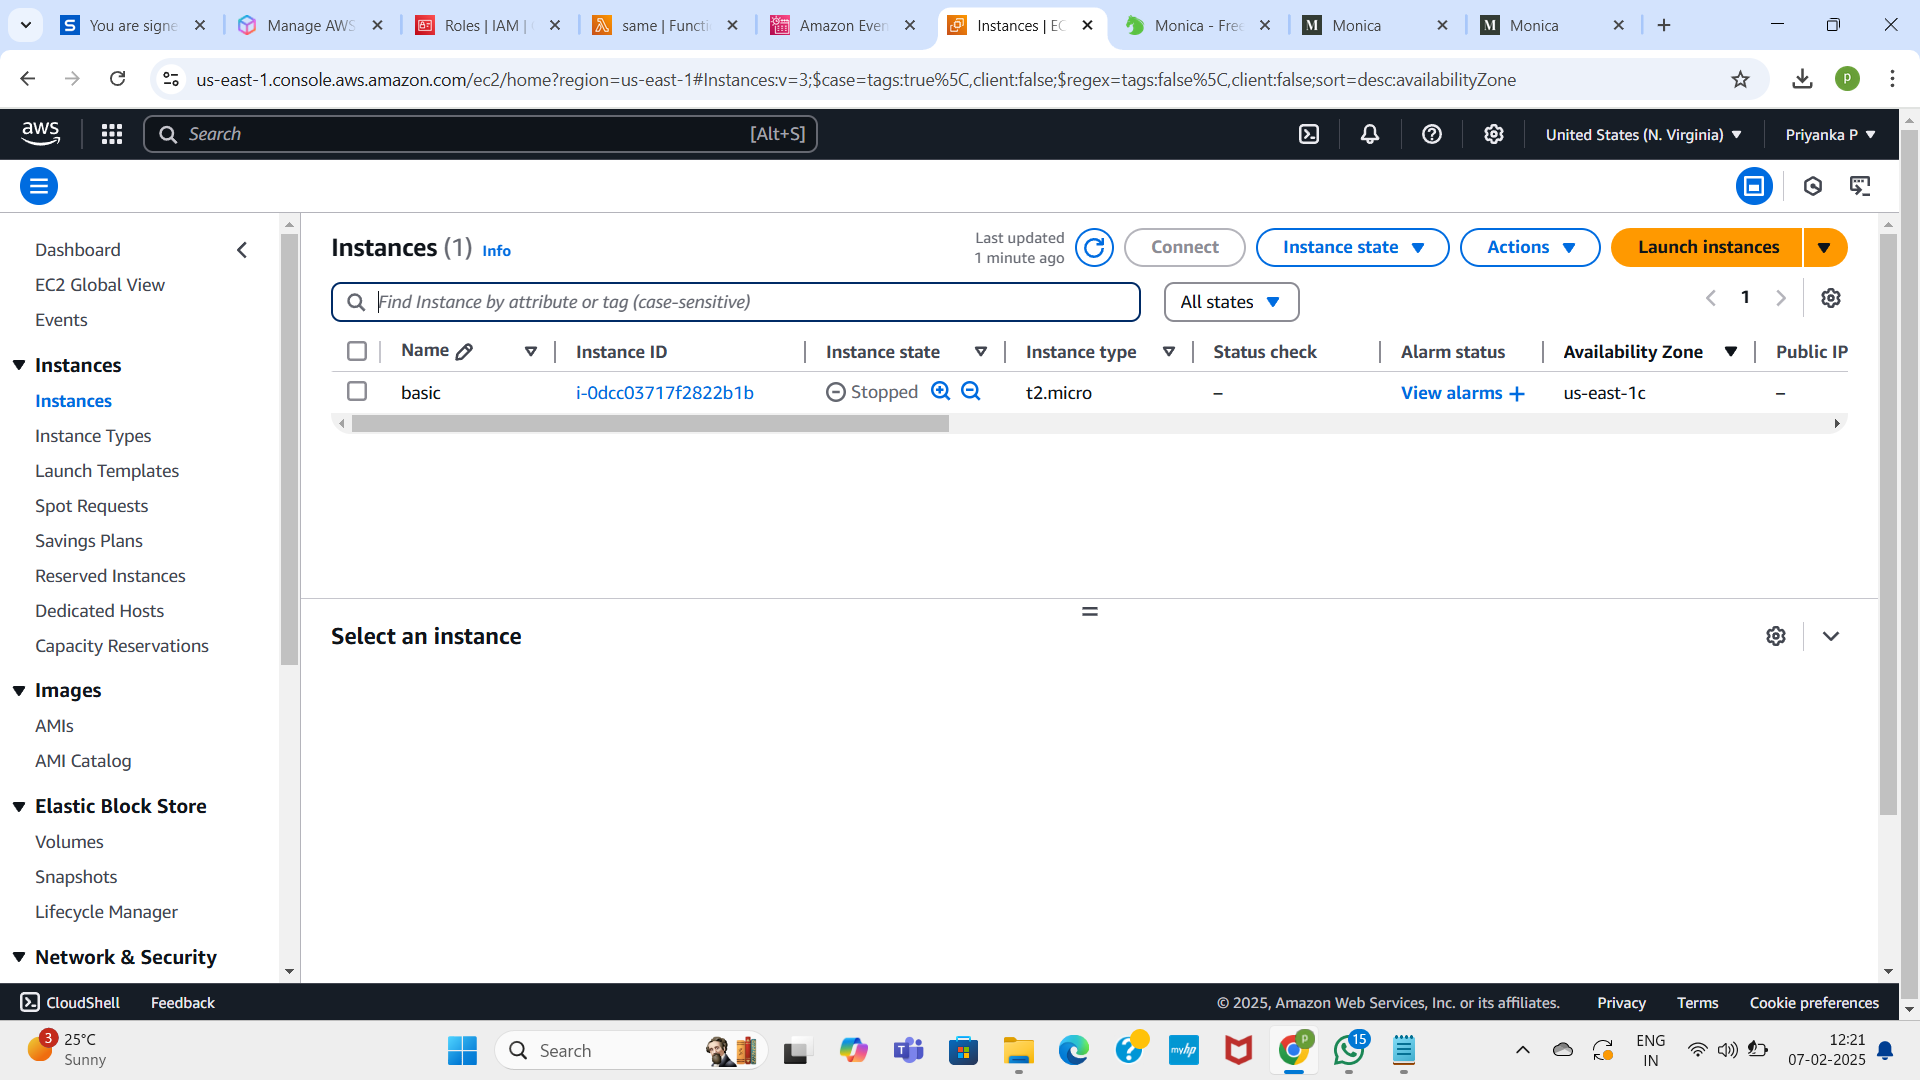 You are signe
Manage AWS
Roles | IAM |
same | Functi
Amazon Even
Instances | EC
Monica - Free
Monica
Monica
us-east-1.console.aws.amazon.com/ec2/home?region=us-east-1#Instances:v=3;$case=tags:true%5C,client:false;$regex=tags:false%5C,client:false;sort=desc:availabilityZone
P
aws
Search
[Alt+S]
United States (N. Virginia)
Priyanka P
Dashboard
EC2 Global View
Events
Instances
Instances
Instance Types
Launch Templates
Spot Requests
Savings Plans
Reserved Instances
Dedicated Hosts
Capacity Reservations
Images
AMIs
AMI Catalog
Elastic Block Store
Volumes
Snapshots
Lifecycle Manager
Network & Security
Instances (1) Info
Last updated
1 minute ago
Connect
Instance state
Actions
Launch instances
Find Instance by attribute or tag (case-sensitive)
All states
1
Name Instance ID Instance state Instance type Status check Alarm status Availability Zone Public IP
basic i-0dcc03717f2822b1b Stopped t2.micro – View alarms + us-east-1c –
Select an instance
CloudShell Feedback
© 2025, Amazon Web Services, Inc. or its affiliates. Privacy Terms Cookie preferences
3
25°C
Sunny
Search
myhp
P
15
ENG
IN
12:21
07-02-2025